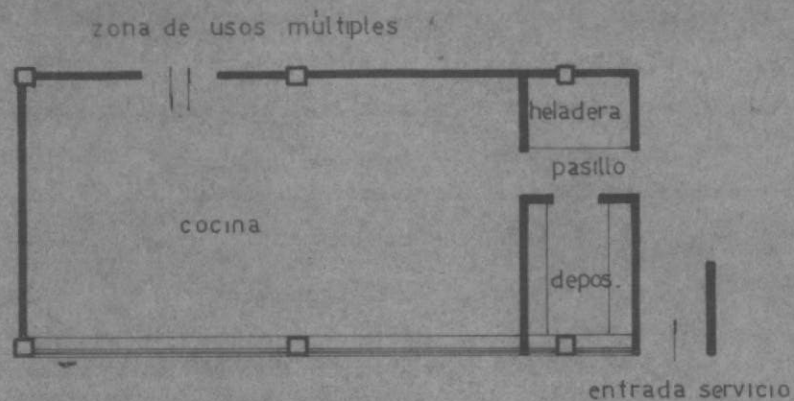 zona de usos múltiples
heladera
pasillo
cocina
depos.
entrada servicio